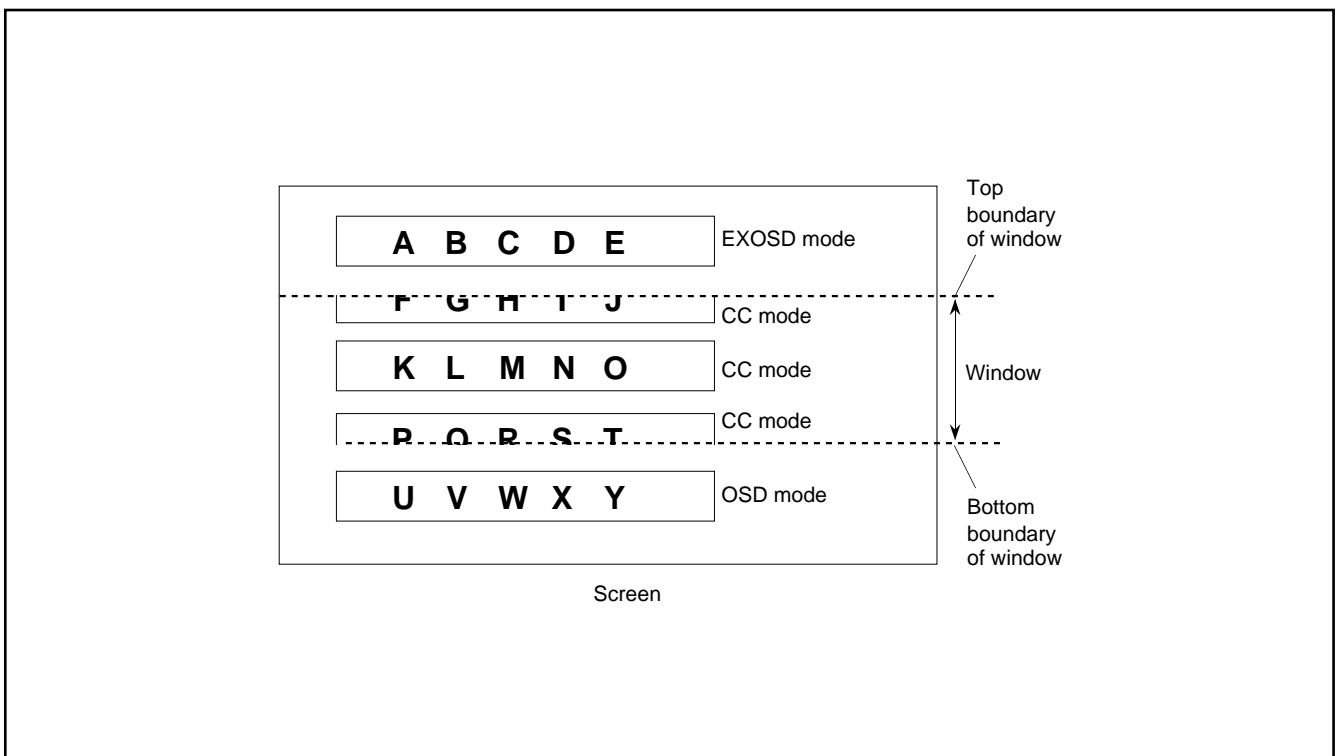 Top
boundary
of window
A B C D E
EXOSD mode
F G H I J
CC mode
K L M N O
CC mode
Window
P Q R S T
CC mode
U V W X Y
OSD mode
Bottom
boundary
of window
Screen